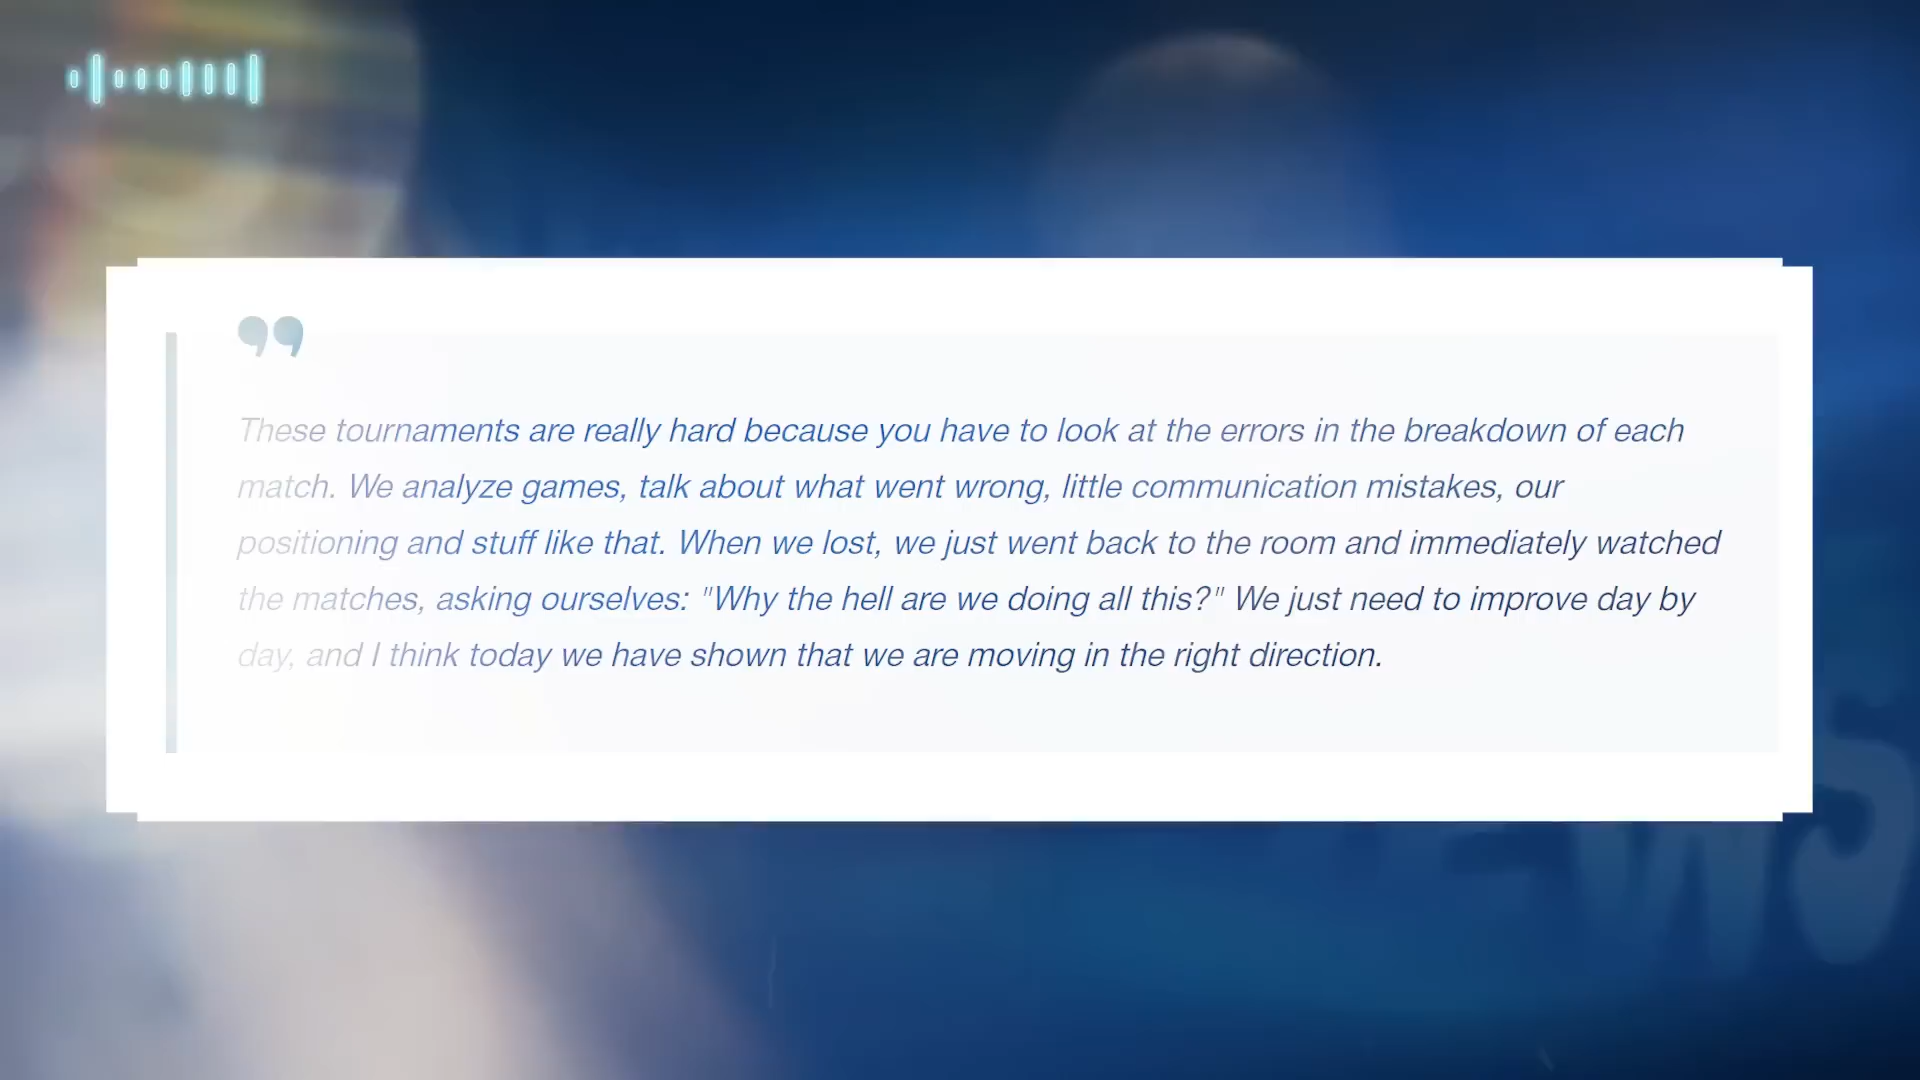 ”
These tournaments are really hard because you have to look at the errors in the breakdown of each
match. We analyze games, talk about what went wrong, little communication mistakes, our
positioning and stuff like that. When we lost, we just went back to the room and immediately watched
the matches, asking ourselves: "Why the hell are we doing all this?" We just need to improve day by
day, and I think today we have shown that we are moving in the right direction.